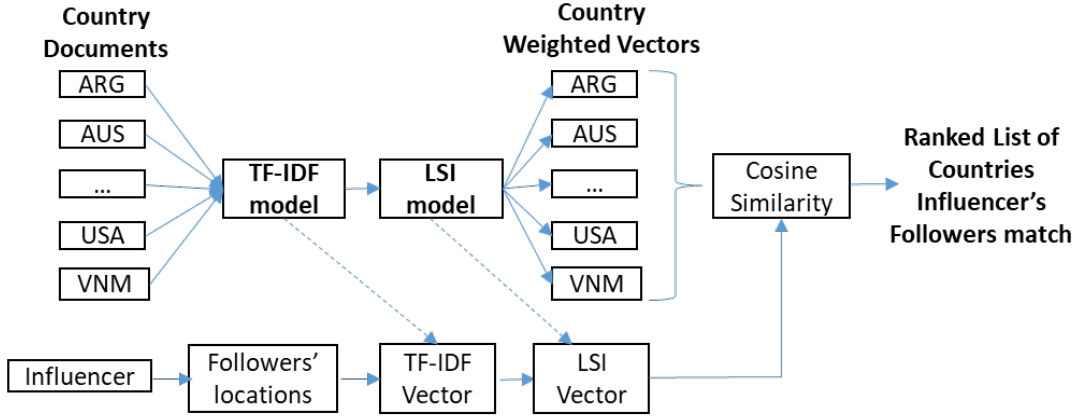 Country
Documents
ARG
AUS
...
USA
VNM
TF-IDF
model
LSI
model
Country
Weighted Vectors
ARG
AUS
...
USA
VNM
Cosine
Similarity
Ranked List of
Countries
Influencer's
Followers match
Influencer
Followers'
locations
TF-IDF
Vector
LSI
Vector